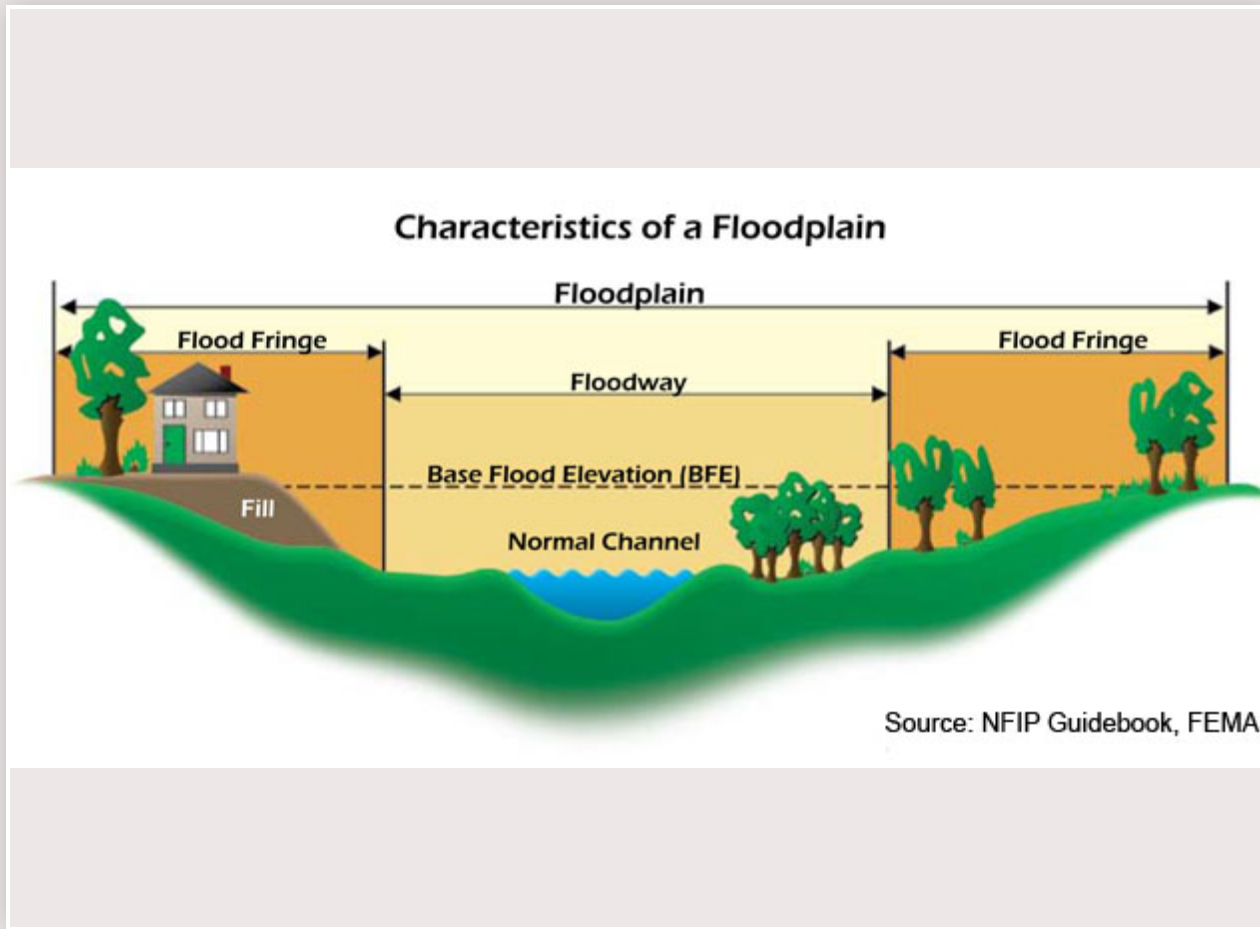 Characteristics of a Floodplain
Floodplain
Flood Fringe
Flood Fringe
Floodway
Base Flood Elevation (BFE)
Fill
Normal Channel
Source: NFIP Guidebook, FEMA